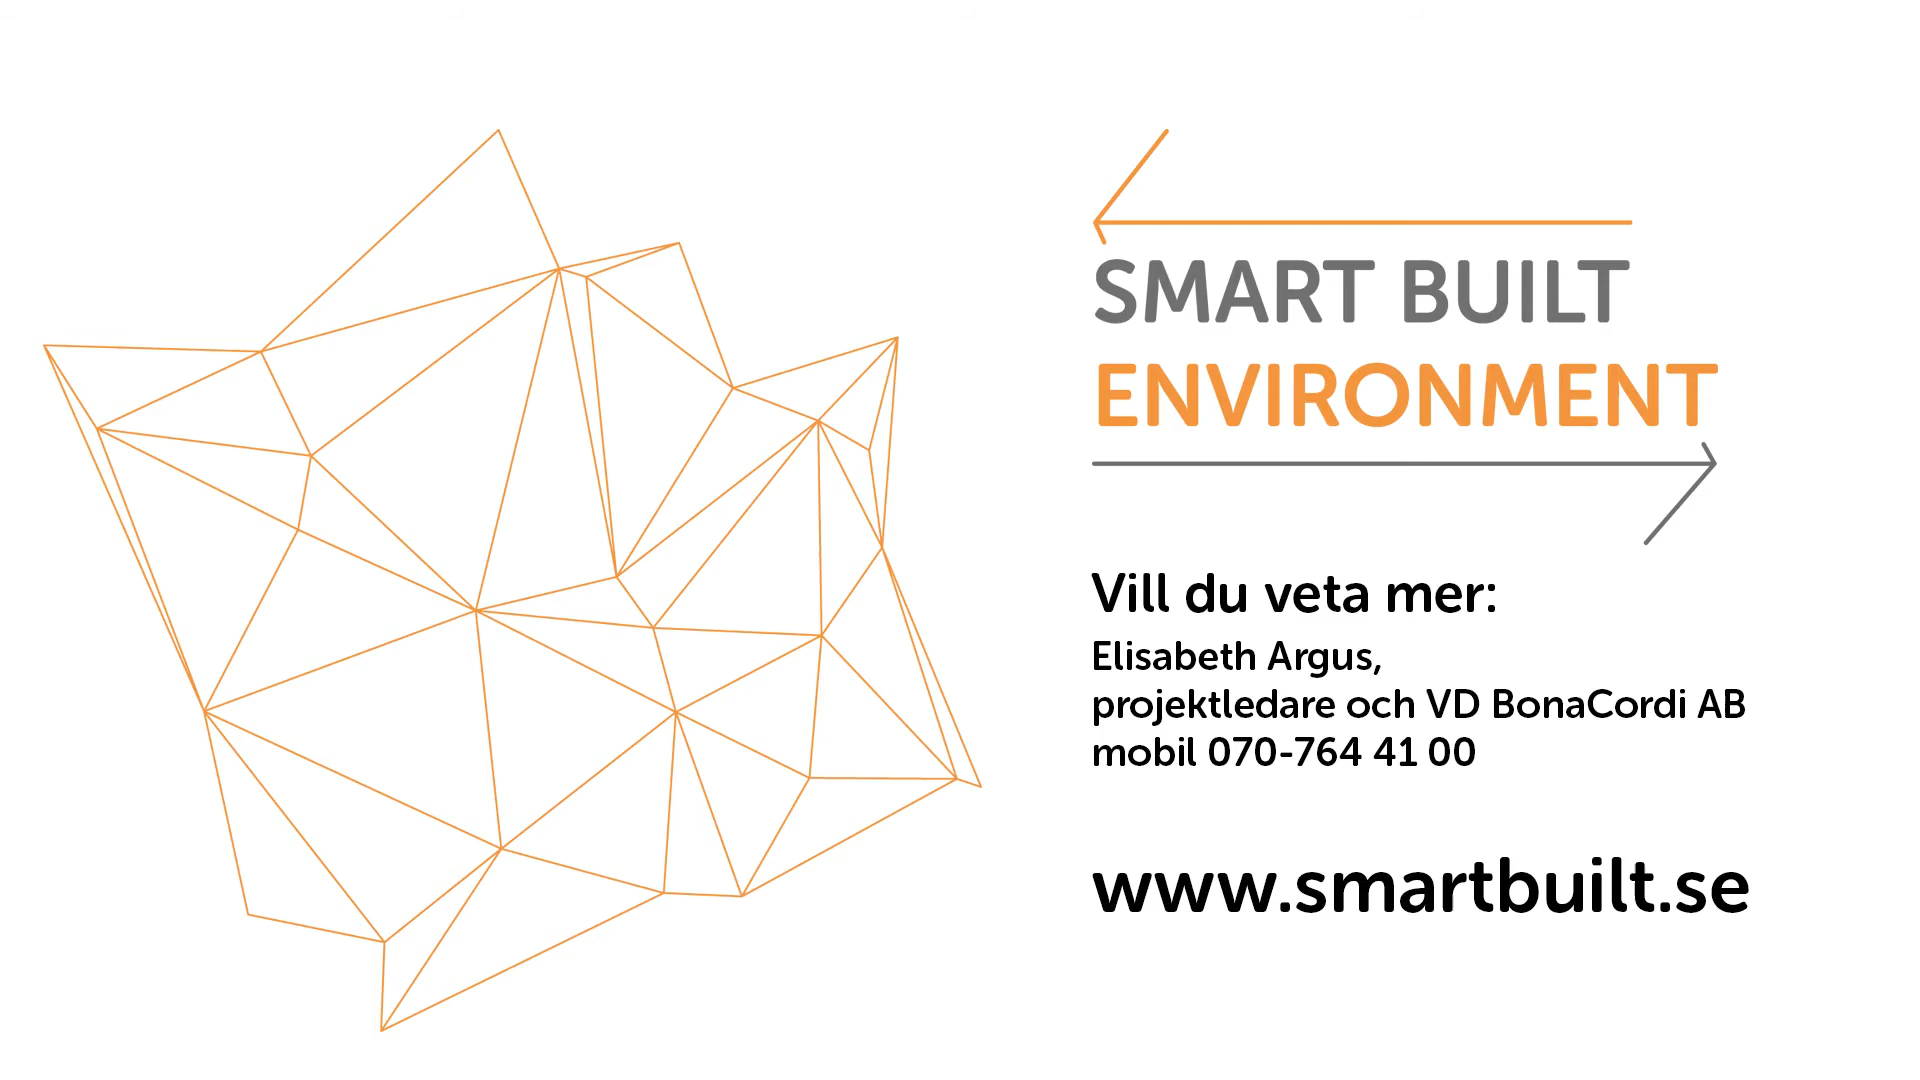 SMART BUILT
ENVIRONMENT
Vill du veta mer:
Elisabeth Argus,
projektledare och VD BonaCordi AB
mobil 070-764 41 00
www.smartbuilt.se